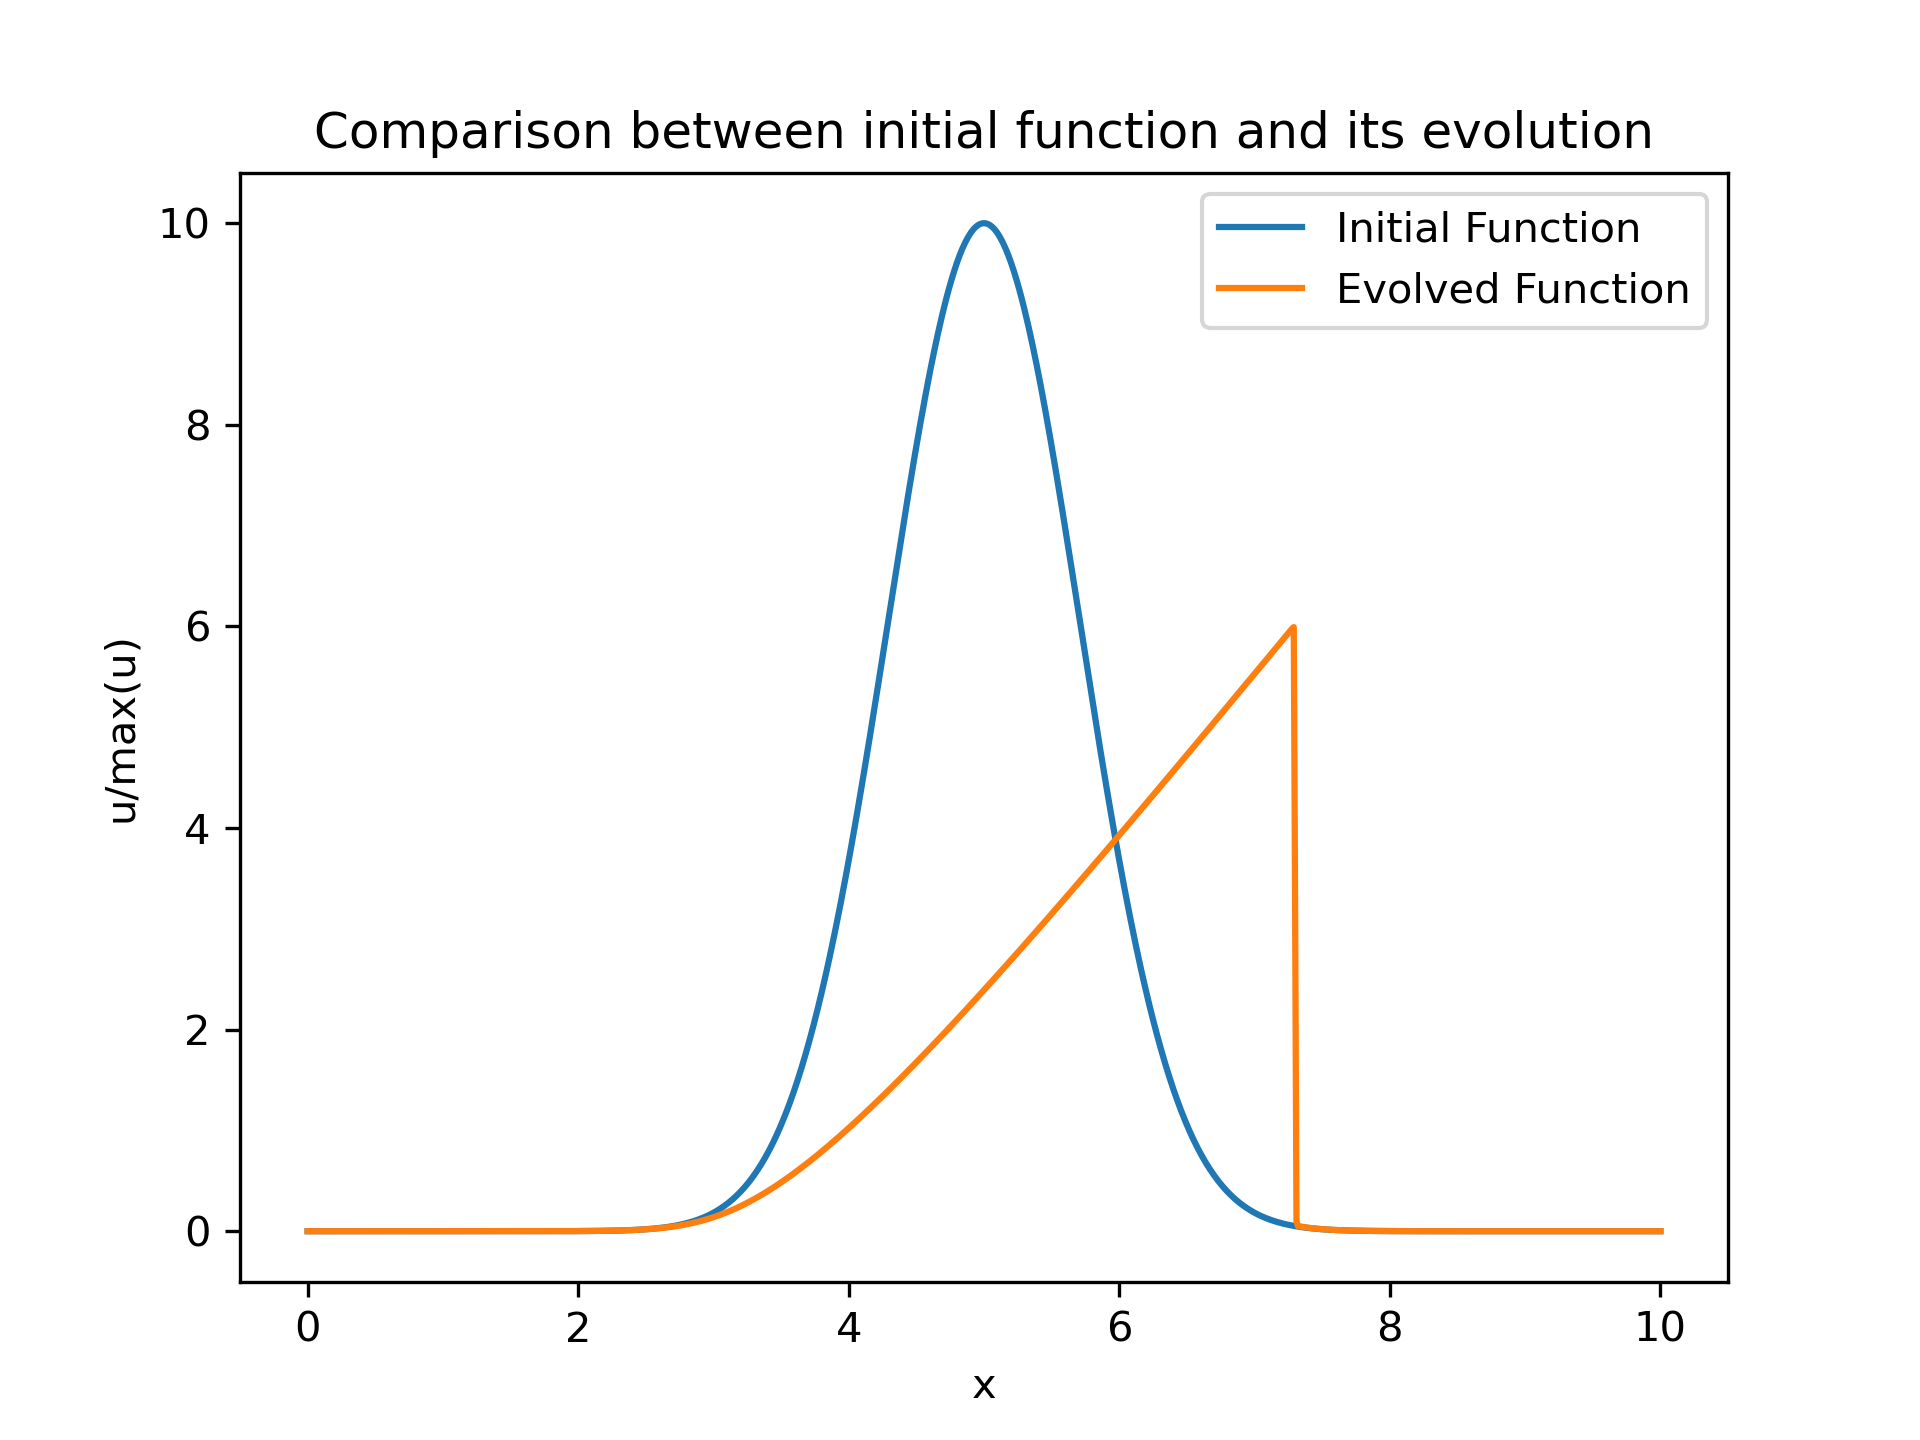 Comparison between initial function and its evolution
Initial Function
Evolved Function
u/max(u)
10
8
6
4
2
0
0 2 4 6 8 10
x